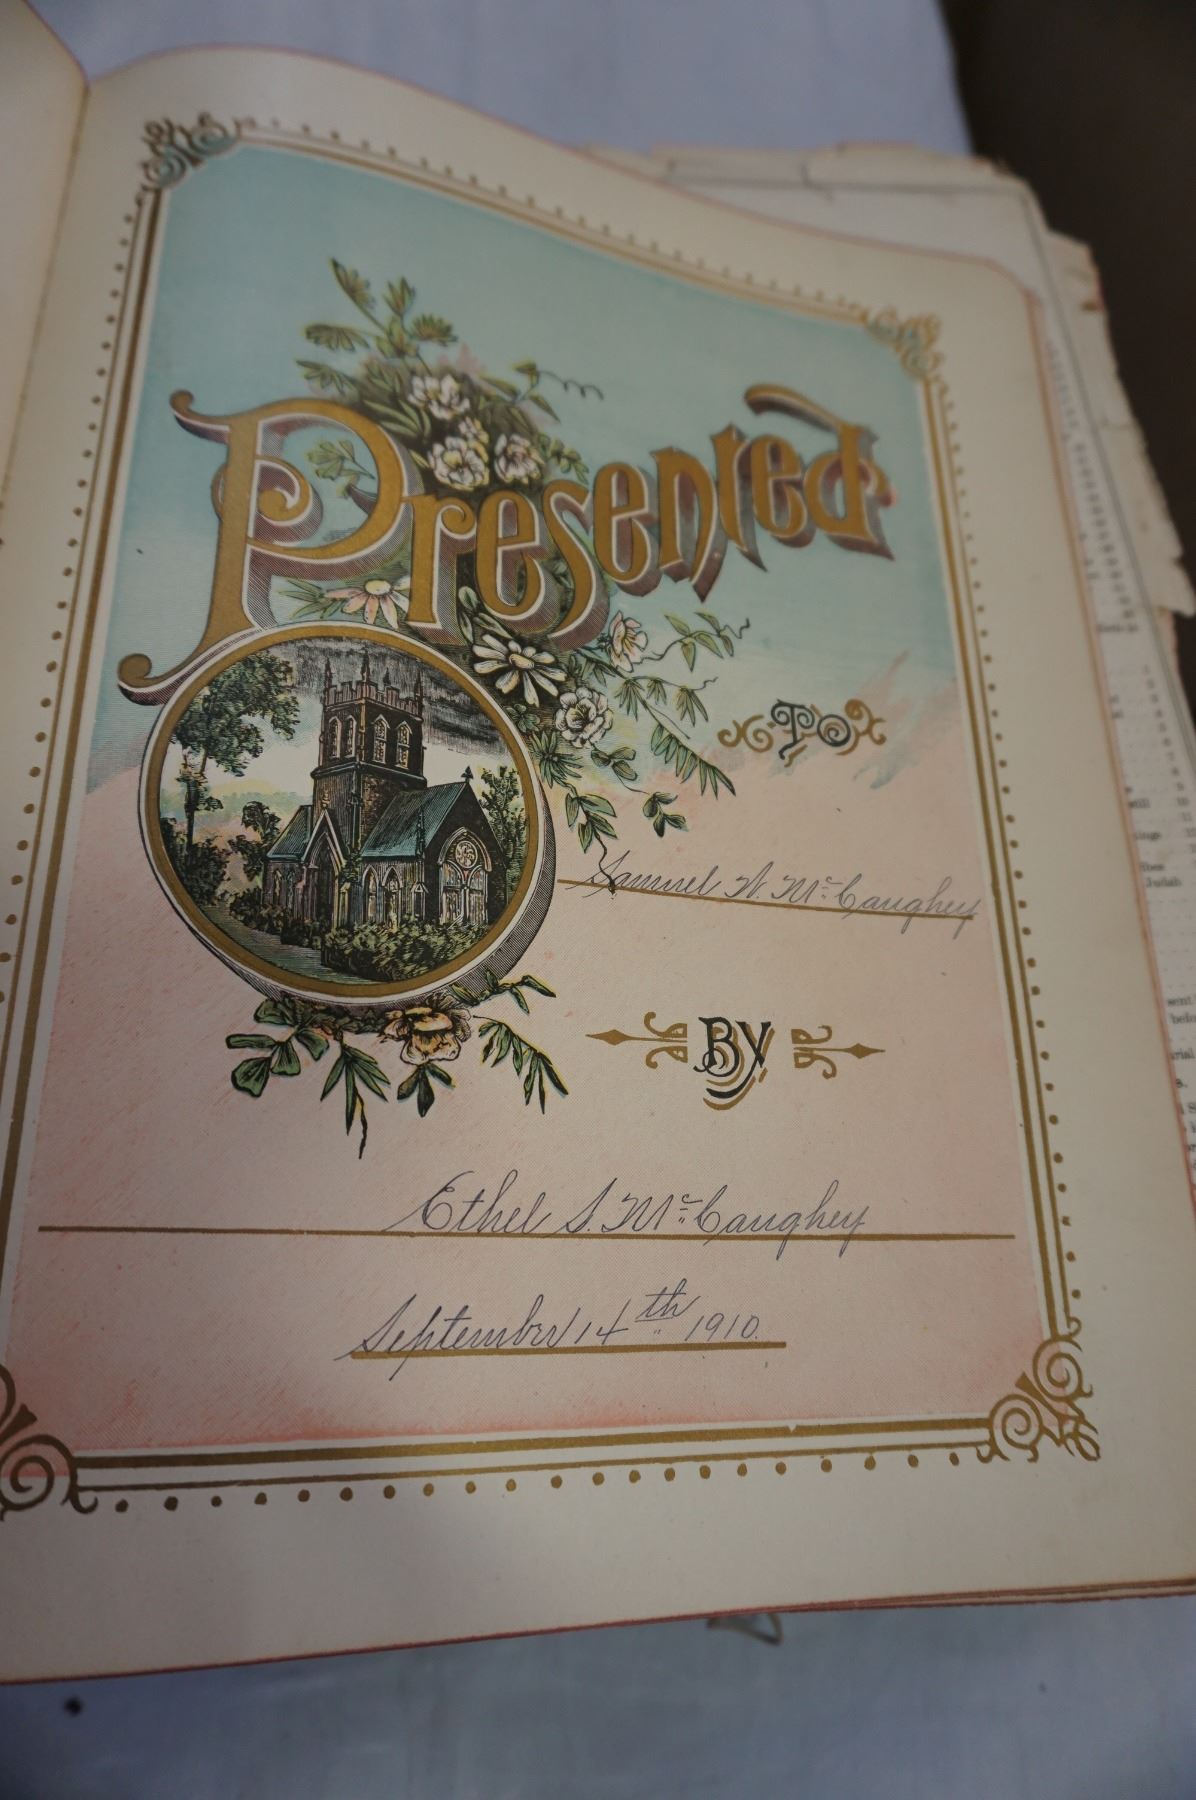 Presented
TO
Samuel W. McCaughey
BY
Ethel S. McCaughey
September 14th 1910.